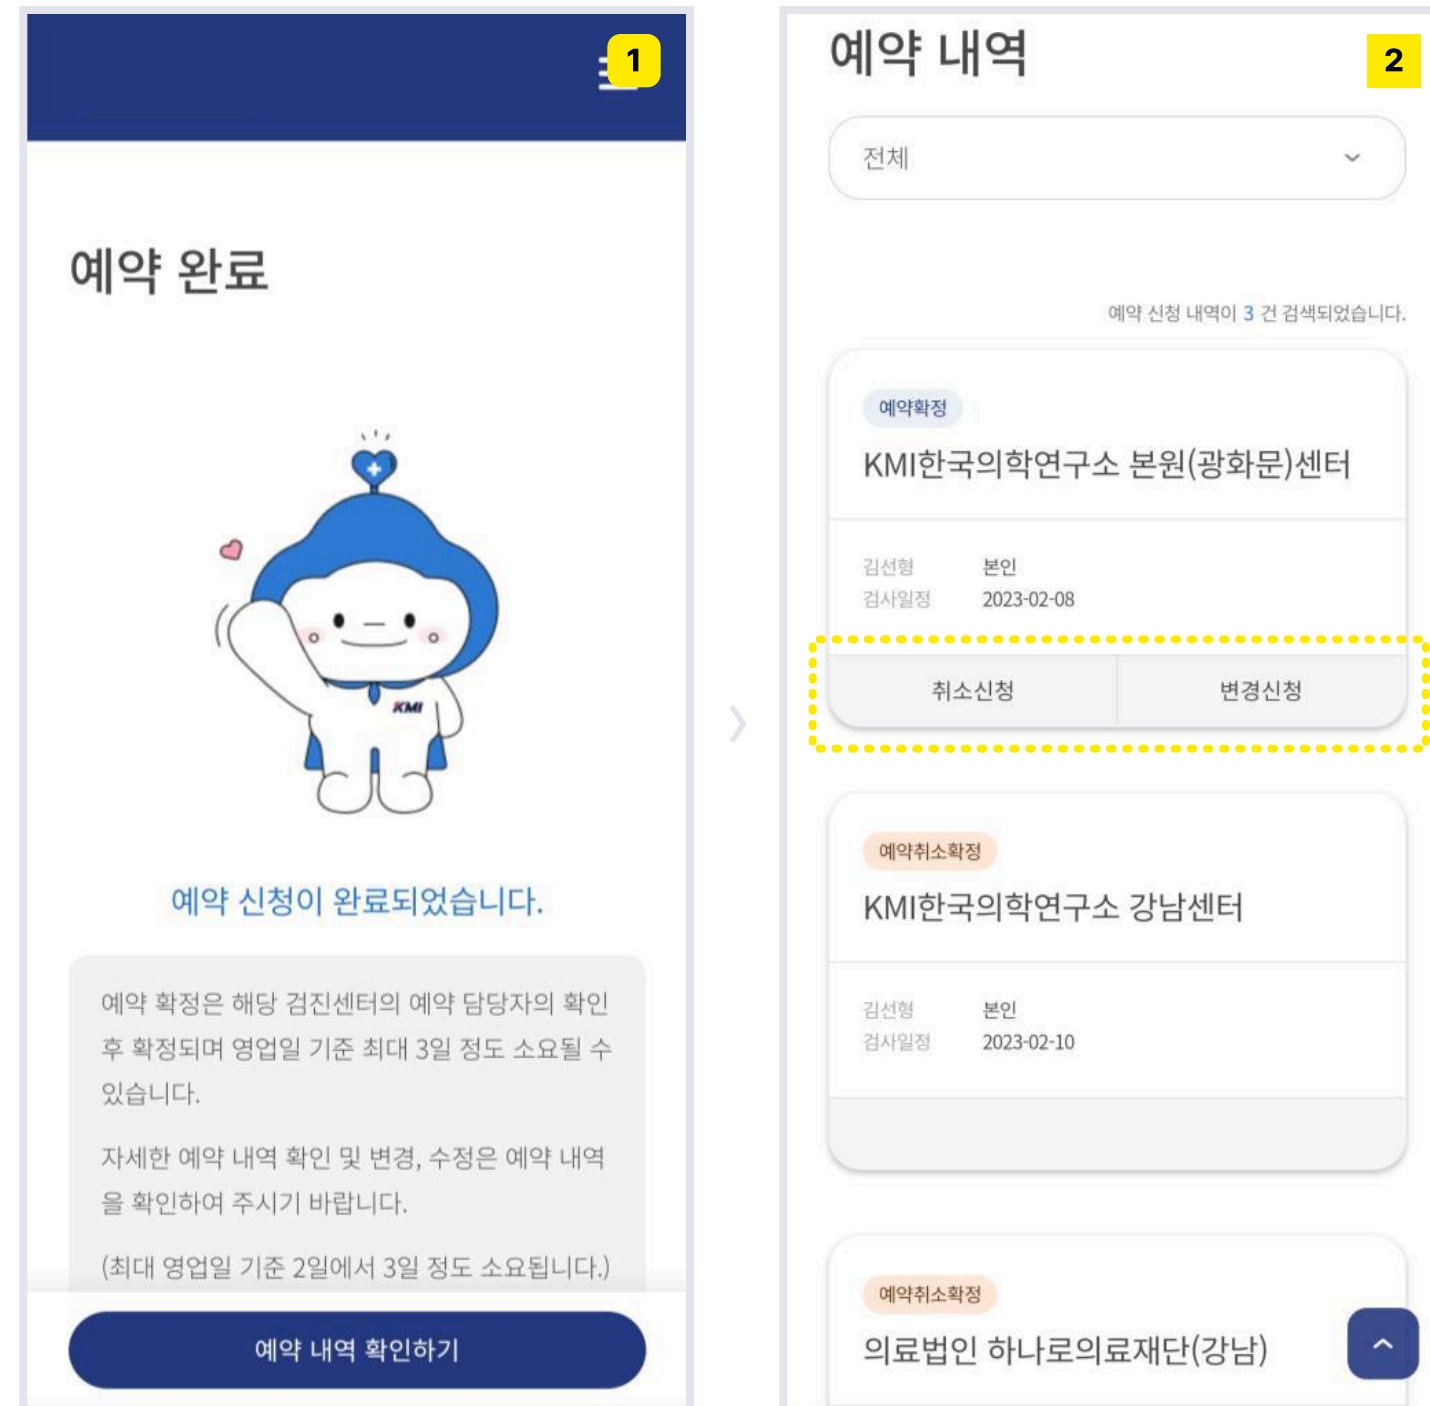 1
예약 완료
KMI
예약 신청이 완료되었습니다.
예약 확정은 해당 검진센터의 예약 담당자의 확인
후 확정되며 영업일 기준 최대 3일 정도 소요될 수
있습니다.
자세한 예약 내역 확인 및 변경, 수정은 예약 내역
을 확인하여 주시기 바랍니다.
(최대 영업일 기준 2일에서 3일 정도 소요됩니다.)
예약 내역 확인하기
예약 내역
2
전체
예약 신청 내역이 3 건 검색되었습니다.
예약확정
KMI한국의학연구소 본원(광화문)센터
김선형 본인
검사일정 2023-02-08
취소신청 변경신청
예약취소확정
KMI한국의학연구소 강남센터
김선형 본인
검사일정 2023-02-10
예약취소확정
의료법인 하나로의료재단(강남)